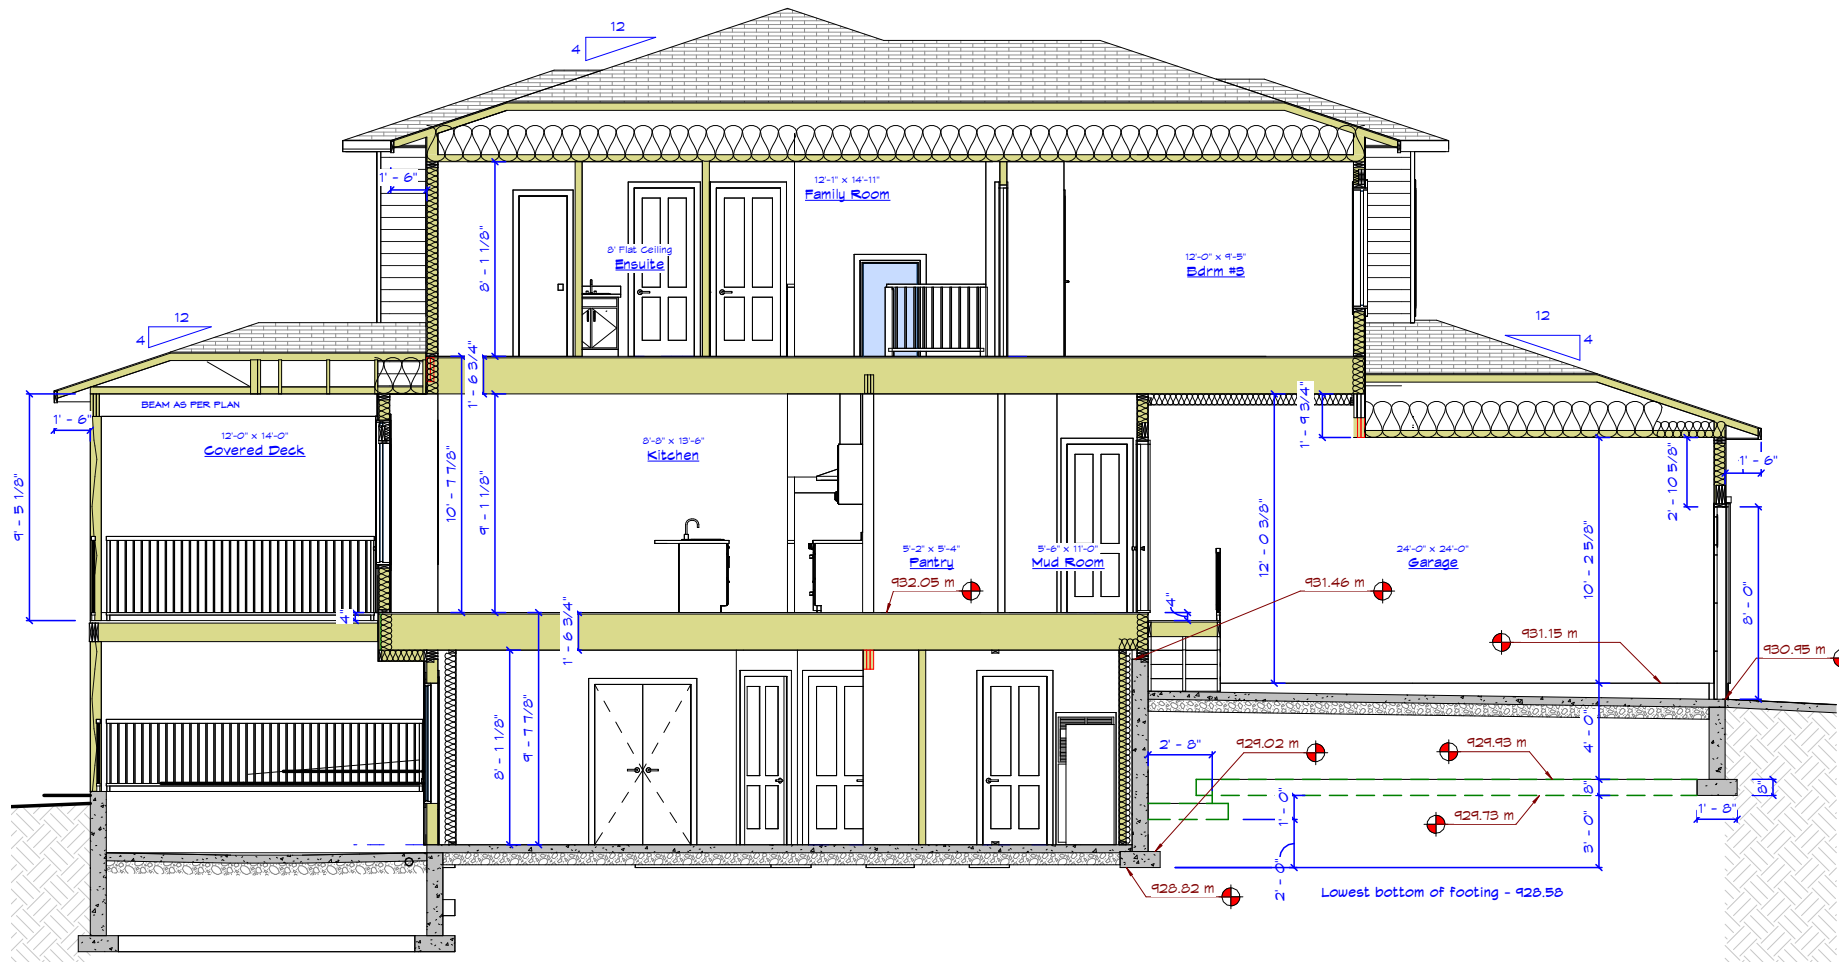 12
4
1' - 6"
12'-1" x 14'-11"
Family Room
8' - 1 1/8"
8' Flat Ceiling
Ensuite
12'-0" x 9'-5"
Bdrm #3
12
4
12
4
1' - 6 3/4"
1' - 9 3/4"
BEAM AS PER PLAN
1' - 6"
12'-0" x 14'-0"
Covered Deck
8'-8" x 13'-6"
Kitchen
9' - 5 1/8"
10' - 7 7/8"
9' - 1 1/8"
12' - 0 3/8"
10' - 2 5/8"
2' - 10 5/8"
1' - 6"
5'-2" x 5'-4"
Pantry
5'-6" x 11'-0"
Mud Room
24'-0" x 24'-0"
Garage
932.05 m
931.46 m
4"
4"
8' - 0"
1' - 6 3/4"
931.15 m
930.95 m
8' - 1 1/8"
9' - 7 7/8"
2' - 8"
929.02 m
929.93 m
4' - 0"
8"
8"
1' - 0"
929.73 m
1' - 8"
3' - 0"
2' - 0"
928.82 m
Lowest bottom of footing - 928.58